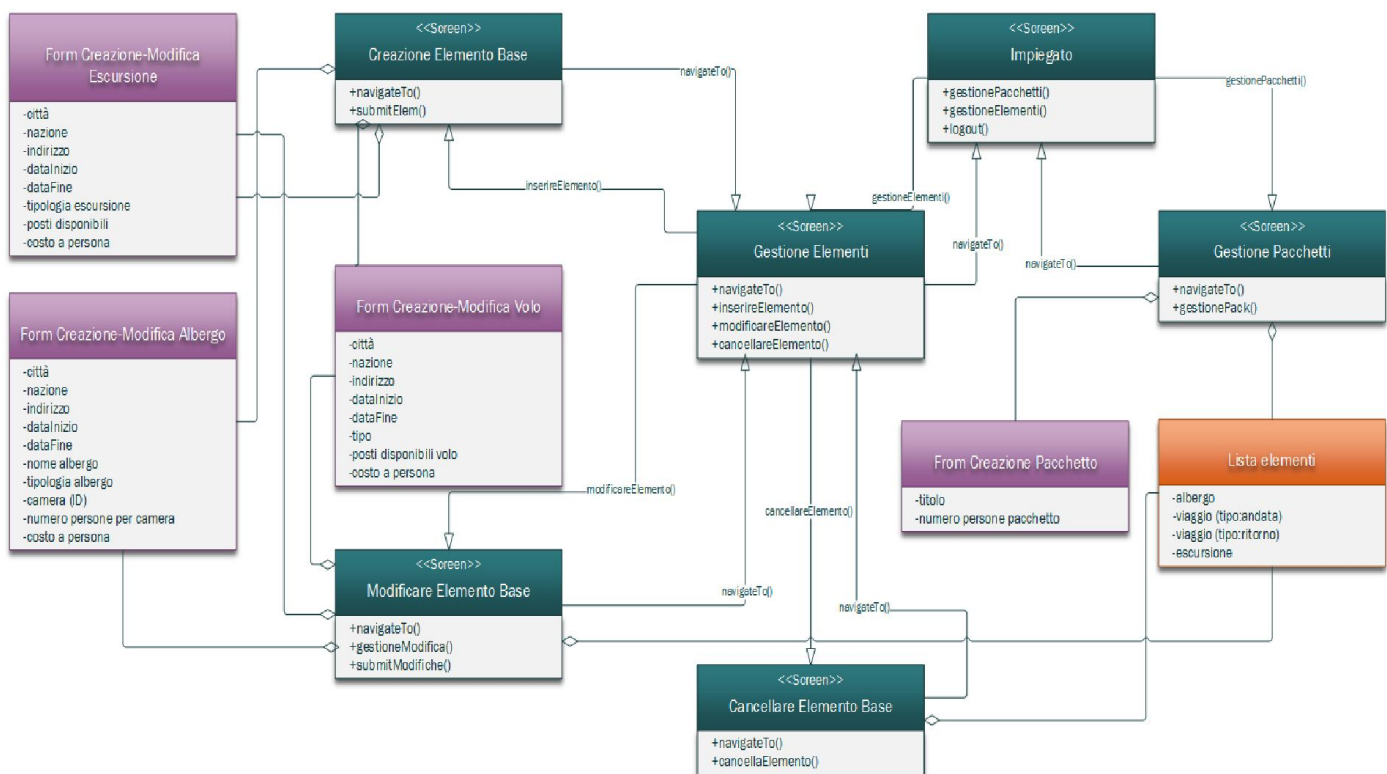 Form Creazione-Modifica
Escursione
-città
-nazione
-indirizzo
-dataInizio
-dataFine
-tipologia escursione
-posti disponibili
-costo a persona
<<Screen>>
Creazione Elemento Base
+navigateTo()
+submitElem()
navigateTo()
<<Screen>>
Impiegato
+gestionePacchetti()
+gestioneElementi()
+logout()
gestionePacchetti()
inserireElemento()
gestioneElementi()
<<Screen>>
Gestione Elementi
+navigateTo()
+inserireElemento()
+modificareElemento()
+cancellareElemento()
navigateTo()
navigateTo()
<<Screen>>
Gestione Pacchetti
+navigateTo()
+gestionePack()
Form Creazione-Modifica Albergo
-città
-nazione
-indirizzo
-dataInizio
-dataFine
-nome albergo
-tipologia albergo
-camera (ID)
-numero persone per camera
-costo a persona
Form Creazione-Modifica Volo
-città
-nazione
-indirizzo
-dataInizio
-dataFine
-tipo
-posti disponibili volo
-costo a persona
From Creazione Pacchetto
-titolo
-numero persone pacchetto
Lista elementi
-albergo
-viaggio (tipo:andata)
-viaggio (tipo:ritorno)
-escursione
modificareElemento()
cancellareElemento()
<<Screen>>
Modificare Elemento Base
+navigateTo()
+gestioneModifica()
+submitModifiche()
navigateTo()
navigateTo()
<<Screen>>
Cancellare Elemento Base
+navigateTo()
+cancellaElemento()